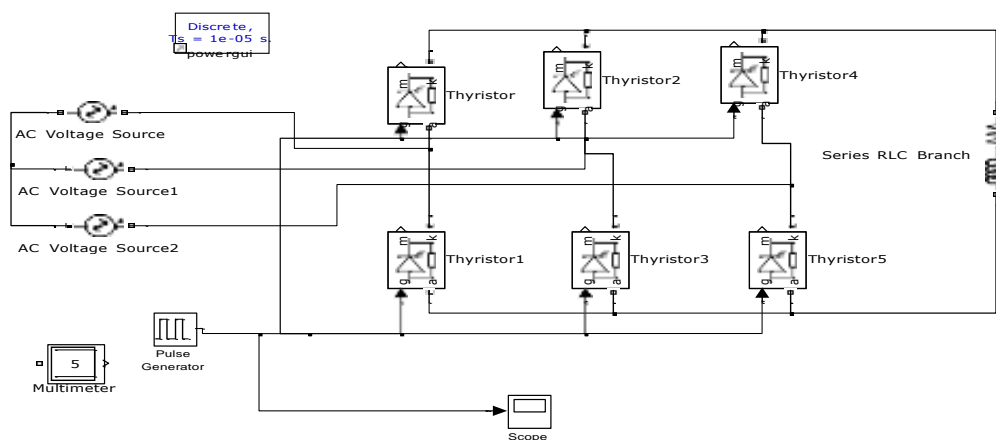 Discrete,
Ts = 1e-05 s.
powergui
Thyristor
Thyristor2
Thyristor4
m
k
g
a
m
k
g
a
m
k
g
a
AC Voltage Source
Series RLC Branch
AC Voltage Source1
AC Voltage Source2
Thyristor1
Thyristor3
Thyristor5
m
k
g
a
m
k
g
a
m
k
g
a
Pulse
Generator
5
Multimeter
Scope